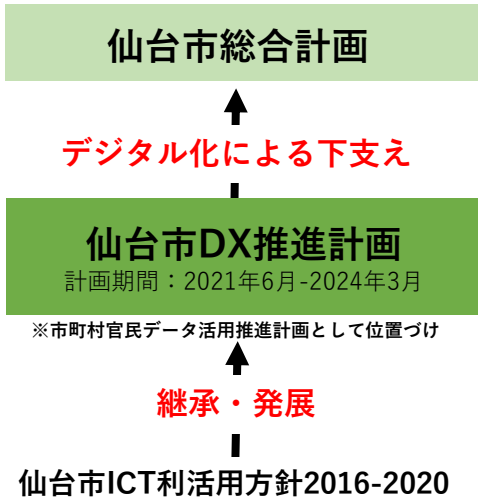 仙台市総合計画
デジタル化による下支え
仙台市DX推進計画
計画期間：2021年6月-2024年3月
※市町村官民データ活用推進計画として位置づけ
継承・発展
仙台市ICT利活用方針2016-2020